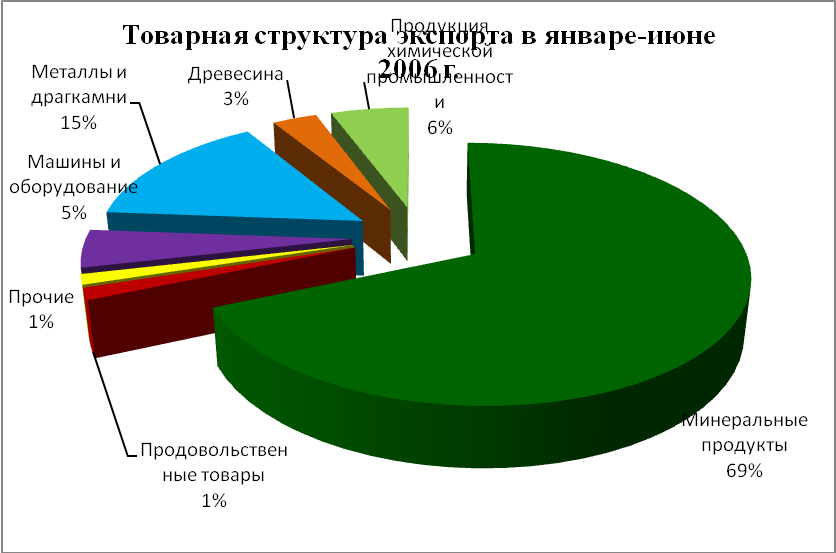 Товарная структура экспорта в январе-июне
2006 г.
Продукция
химической
промышленност
и
6%
Древесина
3%
Металлы и
драгкамни
15%
Машины и
оборудование
5%
Прочие
1%
Продовольствен
ные товары
1%
Минеральные
продукты
69%